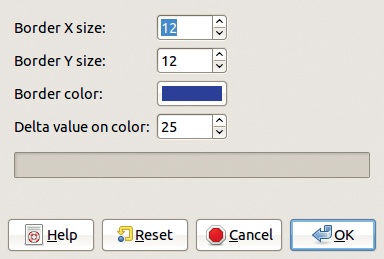 Border X size: 12
Border Y size: 12
Border color:
Delta value on color: 25
Help Reset Cancel OK